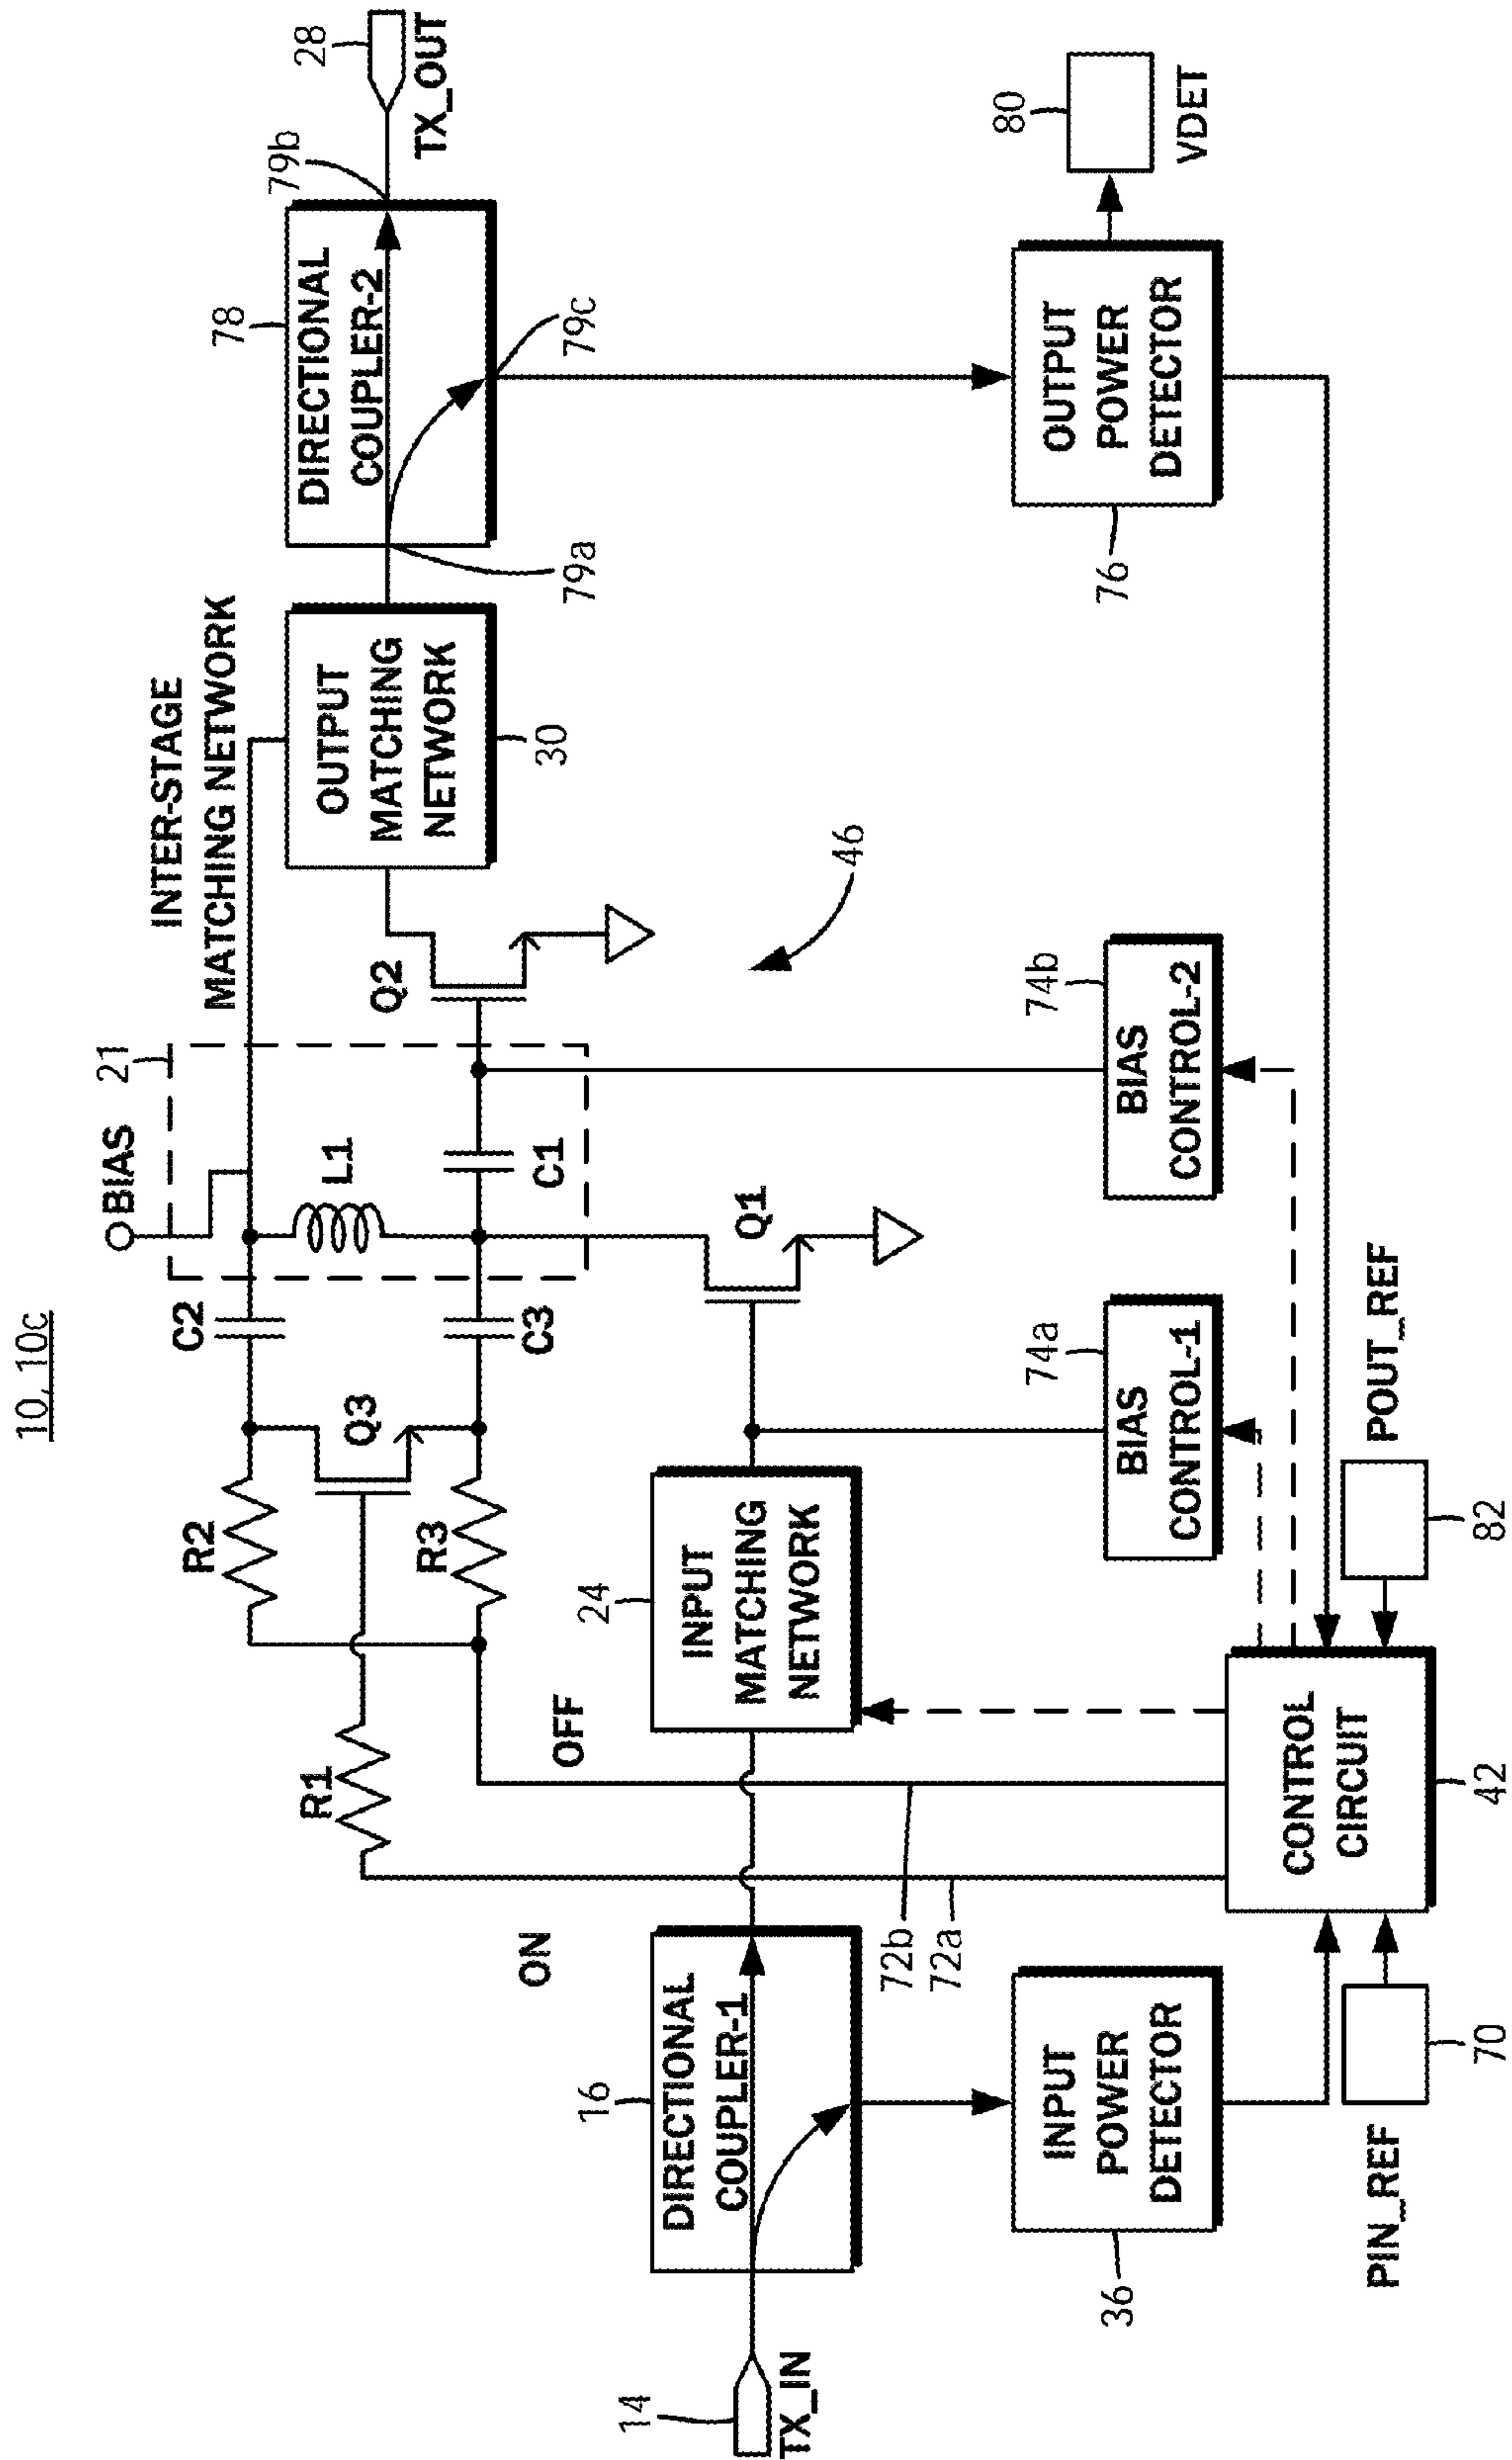 10, 10c
BIAS
21
INTER-STAGE
MATCHING NETWORK
C2
L1
R2
Q3
R1
R3
C3
C1
Q2
OUTPUT
MATCHING
NETWORK
30
78
DIRECTIONAL
COUPLER-2
79a
79b
79c
28
TX_OUT
ON
OFF
14
TX_IN
16
DIRECTIONAL
COUPLER-1
24
INPUT
MATCHING
NETWORK
Q1
46
72b
72a
36
INPUT
POWER
DETECTOR
74a
BIAS
CONTROL-1
74b
BIAS
CONTROL-2
76
OUTPUT
POWER
DETECTOR
80
VDET
PIN_REF
70
CONTROL
CIRCUIT
42
82
POUT_REF